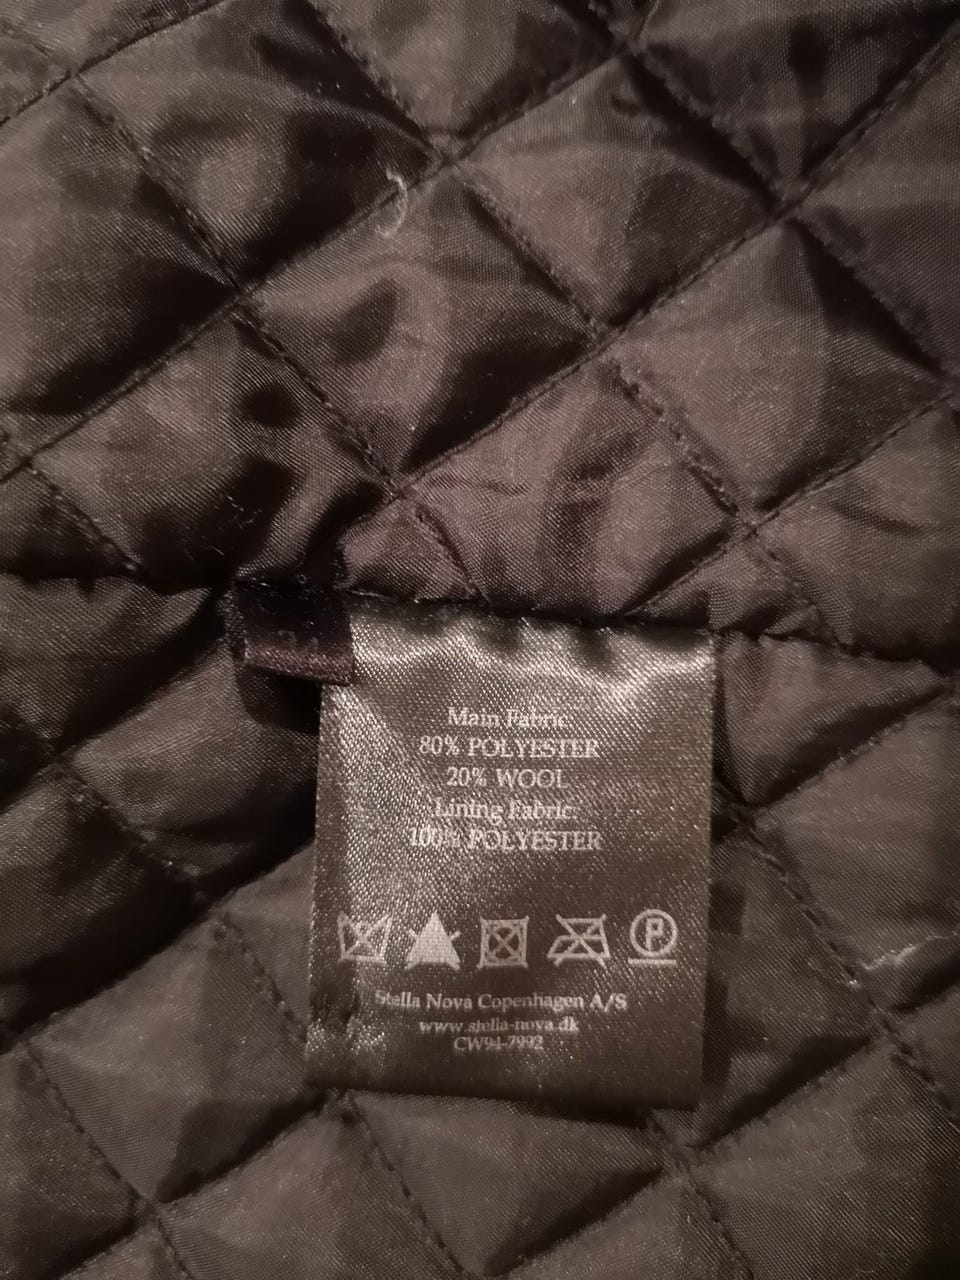 Main Fabric:
80% POLYESTER
20% WOOL
Lining Fabric:
100% POLYESTER
P
Stella Nova Copenhagen A/S
www.stella-nova.dk
CW94-7992